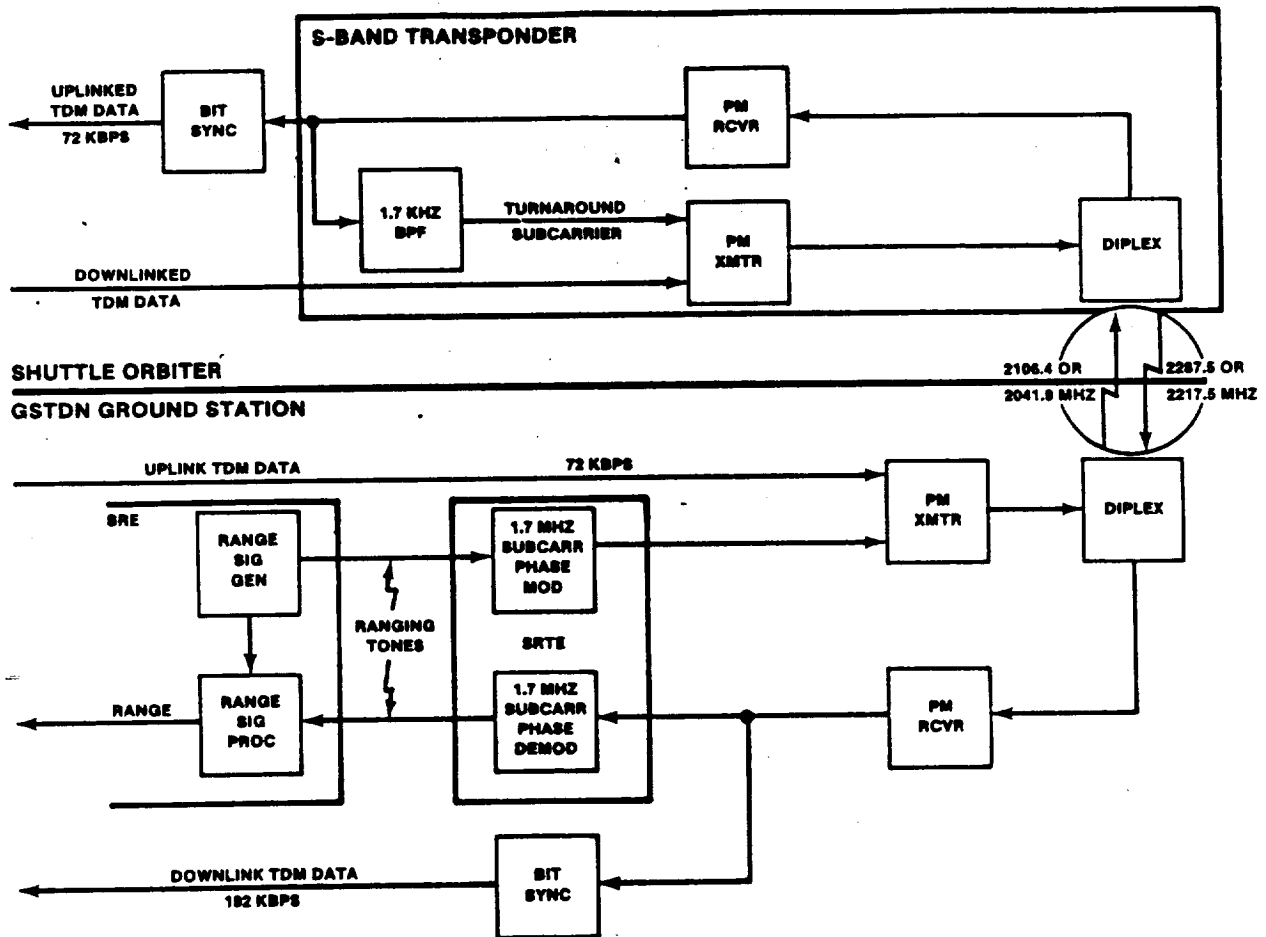 S-BAND TRANSPONDER
UPLINKED
TDM DATA
72 KBPS
BIT
SYNC
PM
RCVR
1.7 KHZ
BPF
TURNAROUND
SUBCARRIER
PM
XMTR
DIPLEX
DOWNLINKED
TDM DATA
SHUTTLE ORBITER
2106.4 OR
2041.9 MHZ
2287.5 OR
2217.5 MHZ
GSTDN GROUND STATION
UPLINK TDM DATA
72 KBPS
PM
XMTR
DIPLEX
SRE
RANGE
SIG
GEN
1.7 MHZ
SUBCARR
PHASE
MOD
RANGING
TONES
SRTE
RANGE
RANGE
SIG
PROC
1.7 MHZ
SUBCARR
PHASE
DEMOD
PM
RCVR
DOWNLINK TDM DATA
192 KBPS
BIT
SYNC